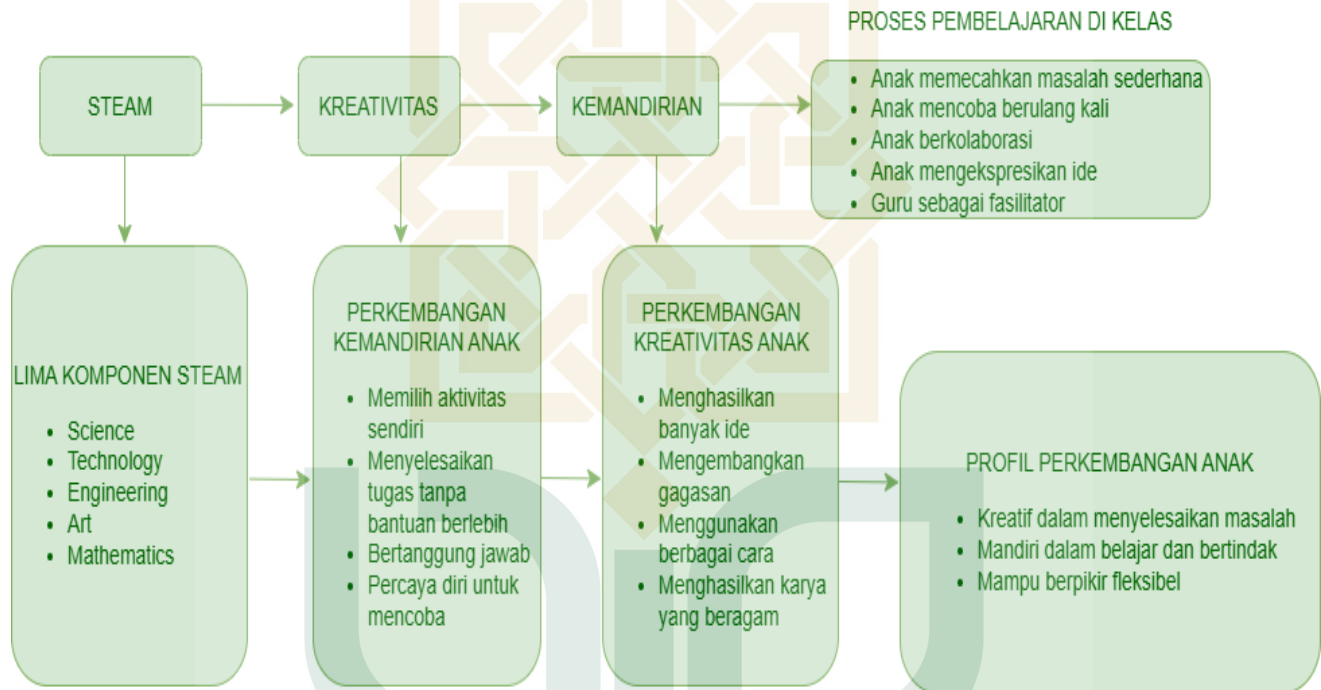 PROSES PEMBELAJARAN DI KELAS
STEAM
KREATIVITAS
KEMANDIRIAN
• Anak memecahkan masalah sederhana
• Anak mencoba berulang kali
• Anak berkolaborasi
• Anak mengekspresikan ide
• Guru sebagai fasilitator
LIMA KOMPONEN STEAM
• Science
• Technology
• Engineering
• Art
• Mathematics
PERKEMBANGAN
KEMANDIRIAN ANAK
• Memilih aktivitas
sendiri
• Menyelesaikan
tugas tanpa
bantuan berlebih
• Bertanggung jawab
• Percaya diri untuk
mencoba
PERKEMBANGAN
KREATIVITAS ANAK
• Menghasilkan
banyak ide
• Mengembangkan
gagasan
• Menggunakan
berbagai cara
• Menghasilkan karya
yang beragam
PROFIL PERKEMBANGAN ANAK
• Kreatif dalam menyelesaikan masalah
• Mandiri dalam belajar dan bertindak
• Mampu berpikir fleksibel